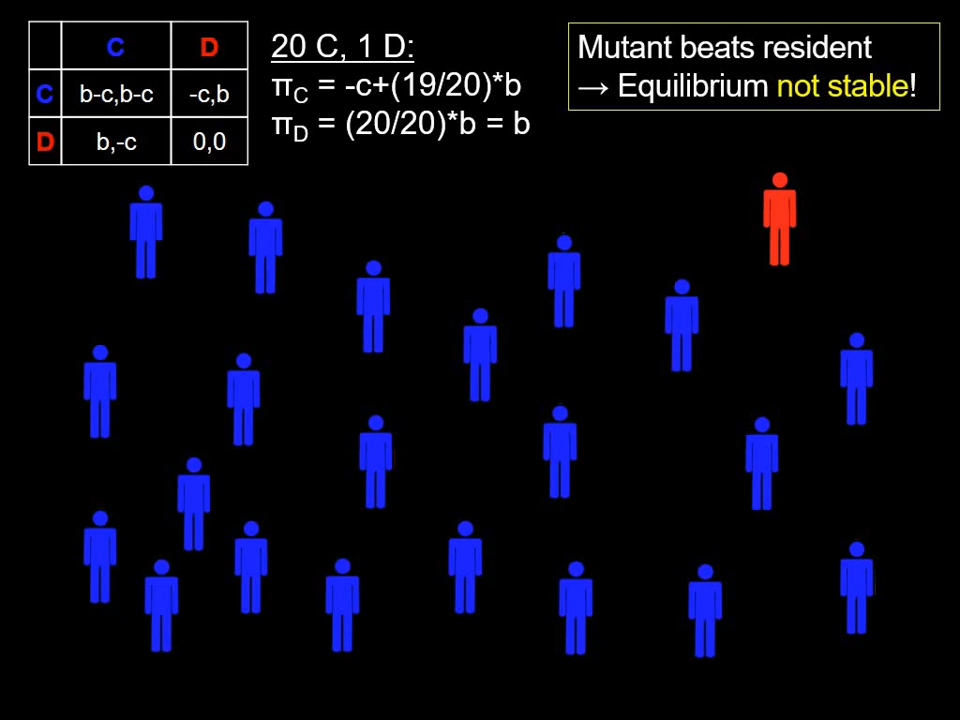 C D
C b-c,b-c -c,b
D b,-c 0,0
20 C, 1 D:
πC = -c+(19/20)*b
πD = (20/20)*b = b
Mutant beats resident
→ Equilibrium not stable!